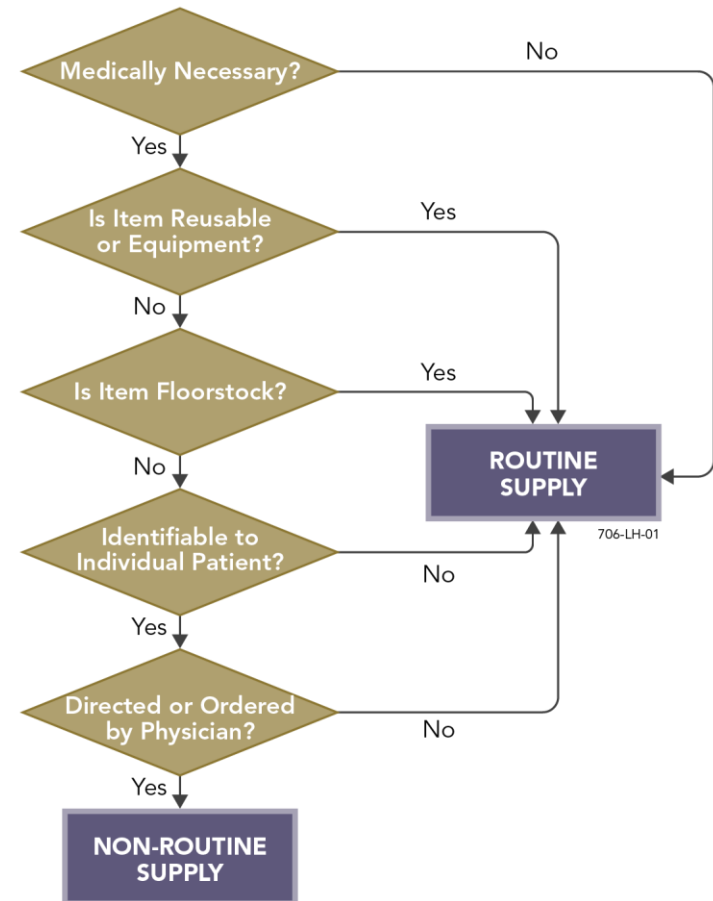 Medically Necessary?
No
Yes
Is Item Reusable
or Equipment?
Yes
No
Is Item Floorstock?
Yes
No
ROUTINE
SUPPLY
706-LH-01
Identifiable to
Individual Patient?
No
Yes
Directed or Ordered
by Physician?
No
Yes
NON-ROUTINE
SUPPLY